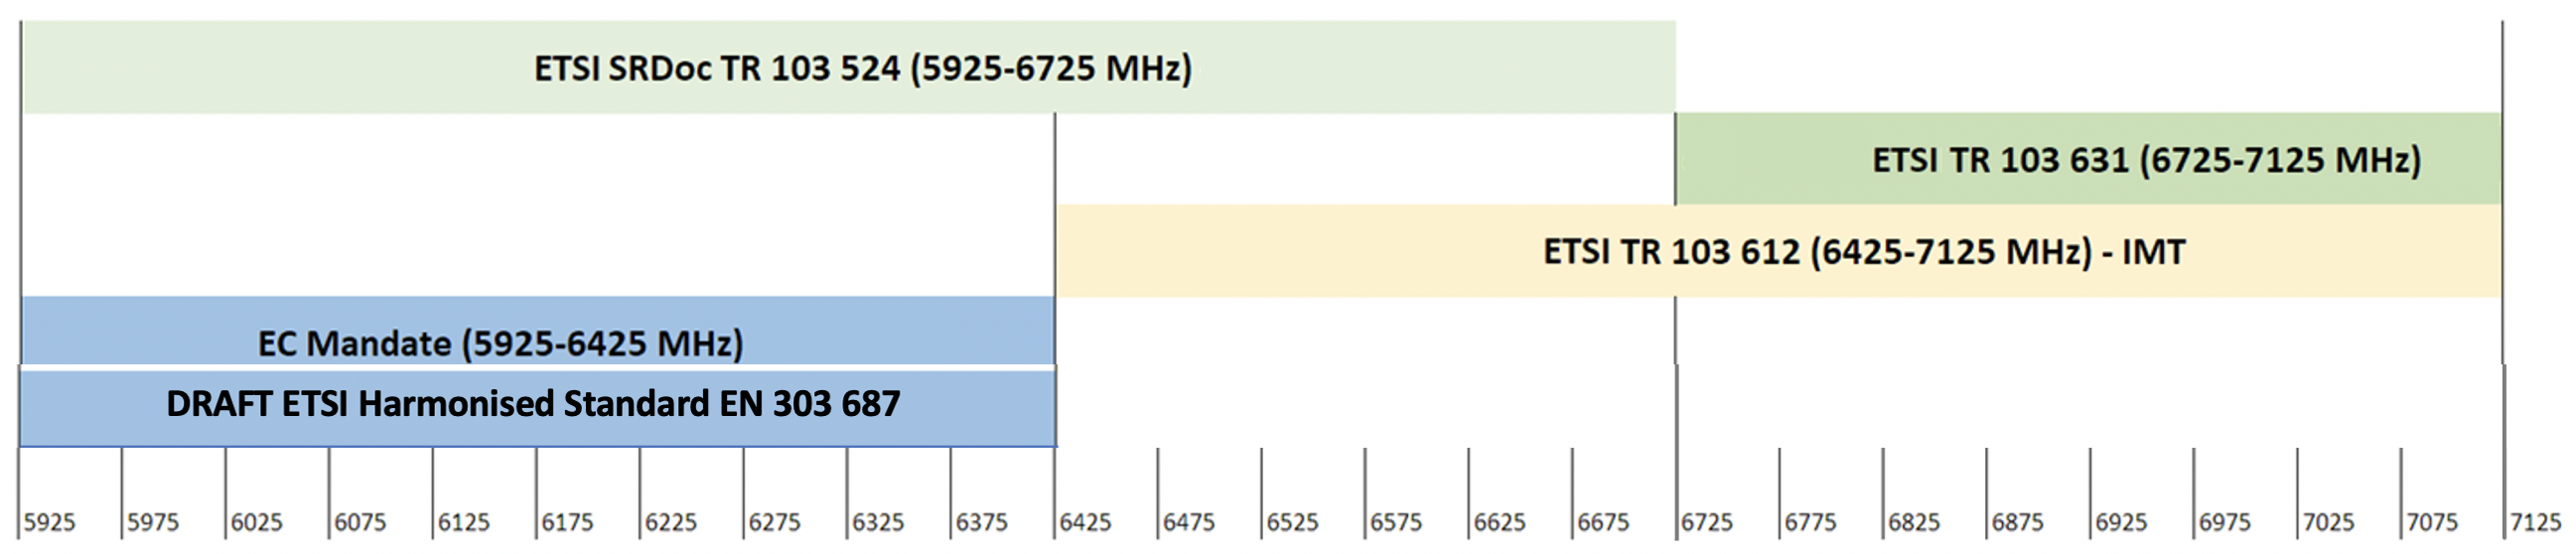 ETSI SRDoc TR 103 524 (5925-6725 MHz)
ETSI TR 103 631 (6725-7125 MHz)
ETSI TR 103 612 (6425-7125 MHz) - IMT
EC Mandate (5925-6425 MHz)
DRAFT ETSI Harmonised Standard EN 303 687
5925 5975 6025 6075 6125 6175 6225 6275 6325 6375 6425 6475 6525 6575 6625 6675 6725 6775 6825 6875 6925 6975 7025 7075 7125